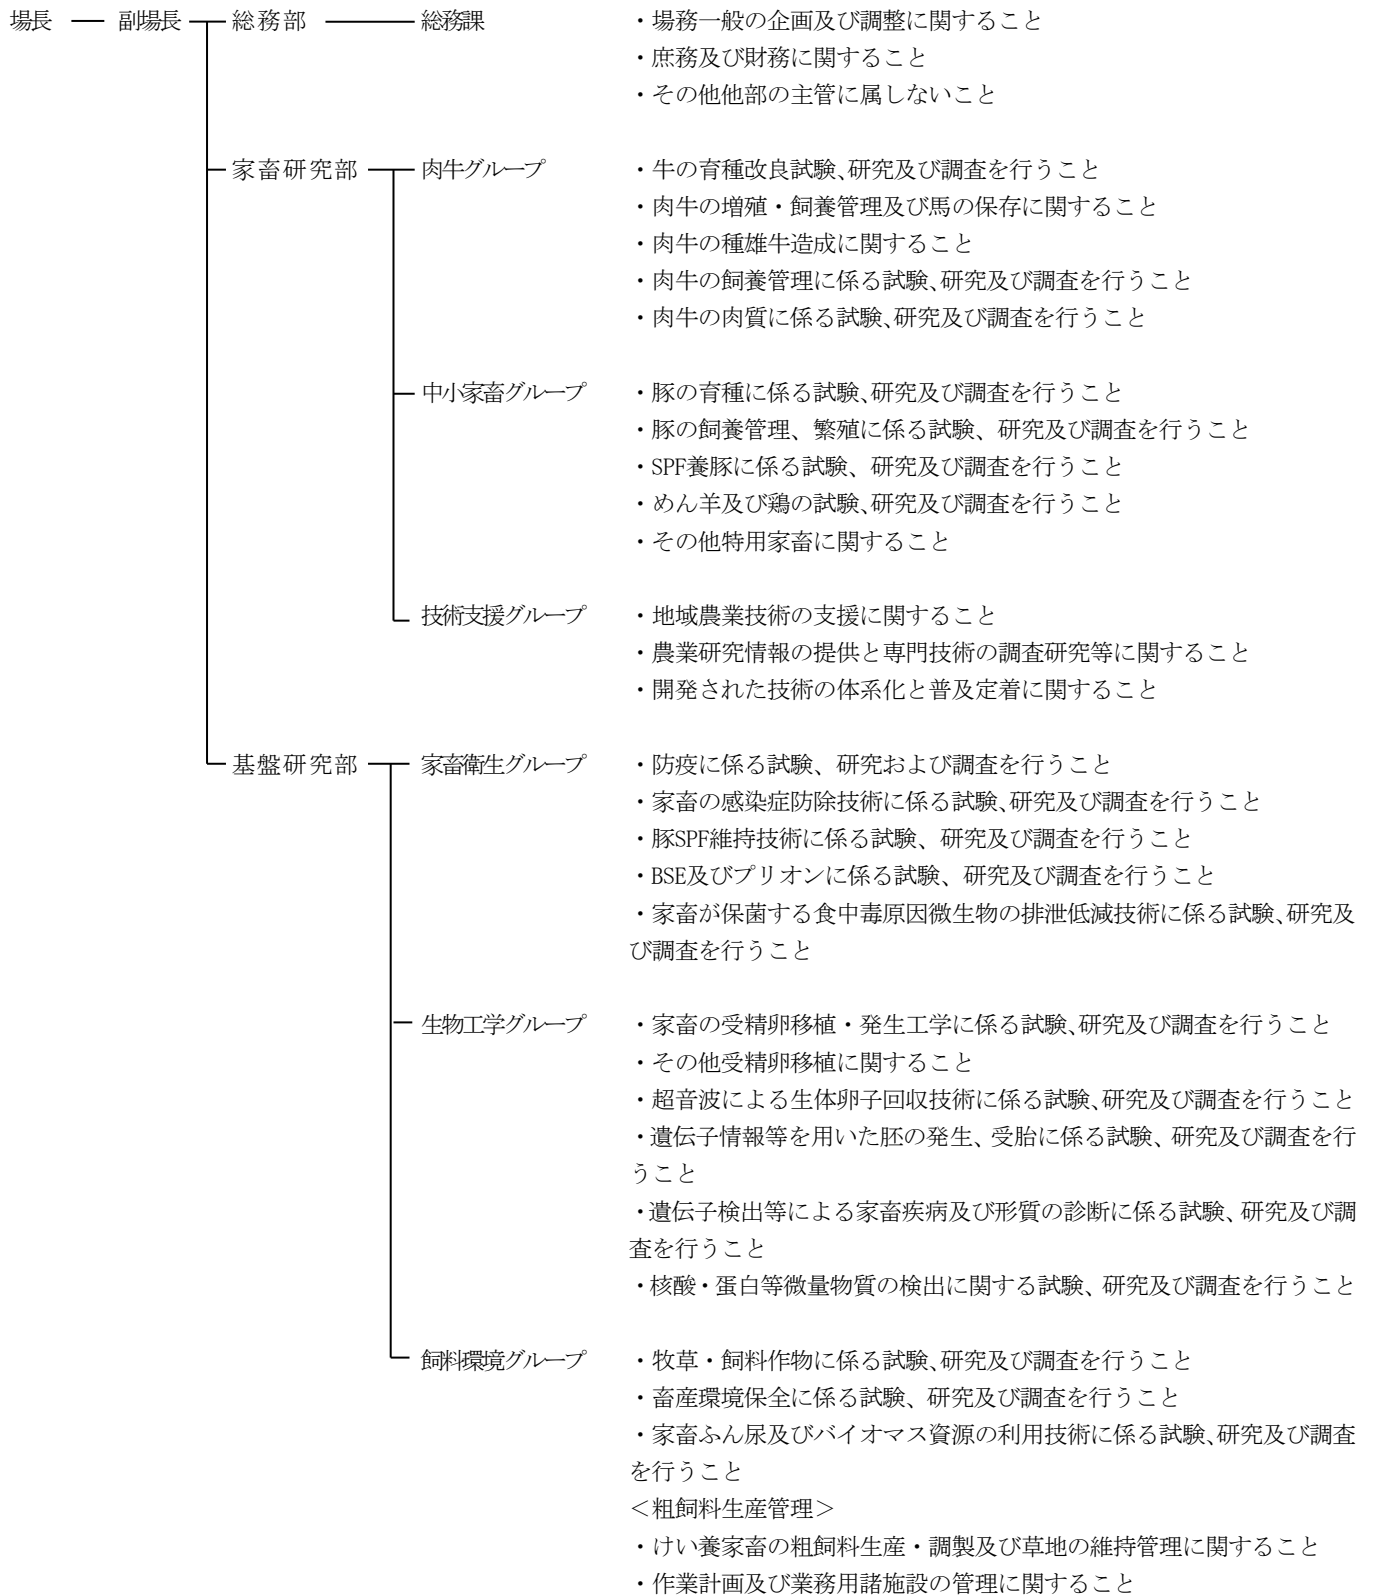 場長 副場長 総務部 総務課 ・場務一般の企画及び調整に関すること
・庶務及び財務に関すること
・その他他部の主管に属しないこと
家畜研究部 肉牛グループ ・牛の育種改良試験、研究及び調査を行うこと
・肉牛の増殖・飼養管理及び馬の保存に関すること
・肉牛の種雄牛造成に関すること
・肉牛の飼養管理に係る試験、研究及び調査を行うこと
・肉牛の肉質に係る試験、研究及び調査を行うこと
中小家畜グループ ・豚の育種に係る試験、研究及び調査を行うこと
・豚の飼養管理、繁殖に係る試験、研究及び調査を行うこと
・SPF養豚に係る試験、研究及び調査を行うこと
・めん羊及び鶏の試験、研究及び調査を行うこと
・その他特用家畜に関すること
技術支援グループ ・地域農業技術の支援に関すること
・農業研究情報の提供と専門技術の調査研究等に関すること
・開発された技術の体系化と普及定着に関すること
基盤研究部 家畜衛生グループ ・防疫に係る試験、研究および調査を行うこと
・家畜の感染症防除技術に係る試験、研究及び調査を行うこと
・豚SPF維持技術に係る試験、研究及び調査を行うこと
・BSE及びプリオンに係る試験、研究及び調査を行うこと
・家畜が保菌する食中毒原因微生物の排泄低減技術に係る試験、研究及
び調査を行うこと
生物工学グループ ・家畜の受精卵移植・発生工学に係る試験、研究及び調査を行うこと
・その他受精卵移植に関すること
・超音波による生体卵子回収技術に係る試験、研究及び調査を行うこと
・遺伝子情報等を用いた胚の発生、受胎に係る試験、研究及び調査を行
うこと
・遺伝子検出等による家畜疾病及び形質の診断に係る試験、研究及び調
査を行うこと
・核酸・蛋白等微量物質の検出に関する試験、研究及び調査を行うこと
飼料環境グループ ・牧草・飼料作物に係る試験、研究及び調査を行うこと
・畜産環境保全に係る試験、研究及び調査を行うこと
・家畜ふん尿及びバイオマス資源の利用技術に係る試験、研究及び調査
を行うこと
＜粗飼料生産管理＞
・けい養家畜の粗飼料生産・調製及び草地の維持管理に関すること
・作業計画及び業務用諸施設の管理に関すること